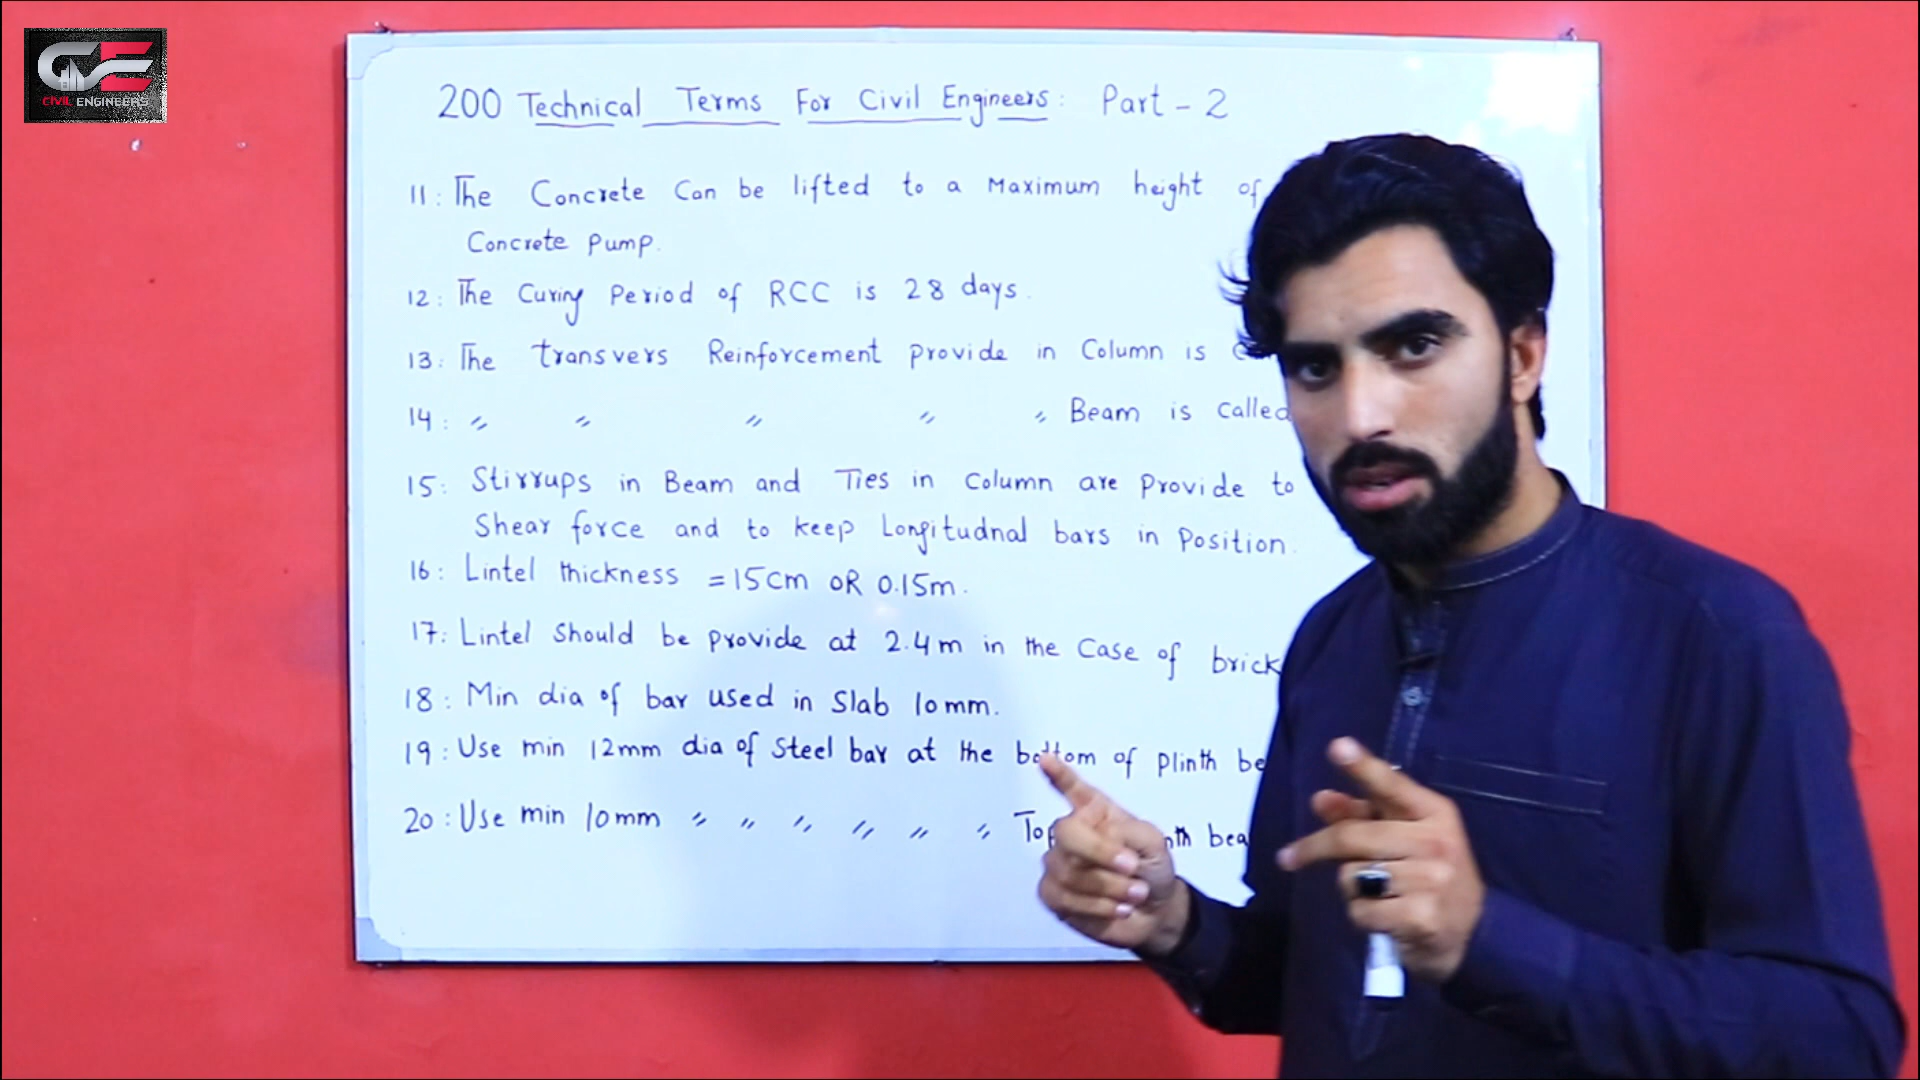 CIVIL ENGINEERS
200 Technical Terms For Civil Engineers: Part - 2
11: The Concrete Can be lifted to a Maximum height of
Concrete pump.
12: The Curing Period of RCC is 28 days.
13: The transvers Reinforcement provide in Column is
14: 〃 〃 〃 〃 〃 Beam is called
15: Stirrups in Beam and Ties in Column are Provide to
Shear force and to keep Longitudnal bars in Position.
16: Lintel thickness = 15cm OR 0.15m.
17: Lintel Should be provide at 2.4m in the Case of brick
18: Min dia of bar used in Slab 10mm.
19: Use min 12mm dia of Steel bar at the bottom of Plinth
20: Use min 10mm 〃 〃 〃 〃 〃 〃 Top